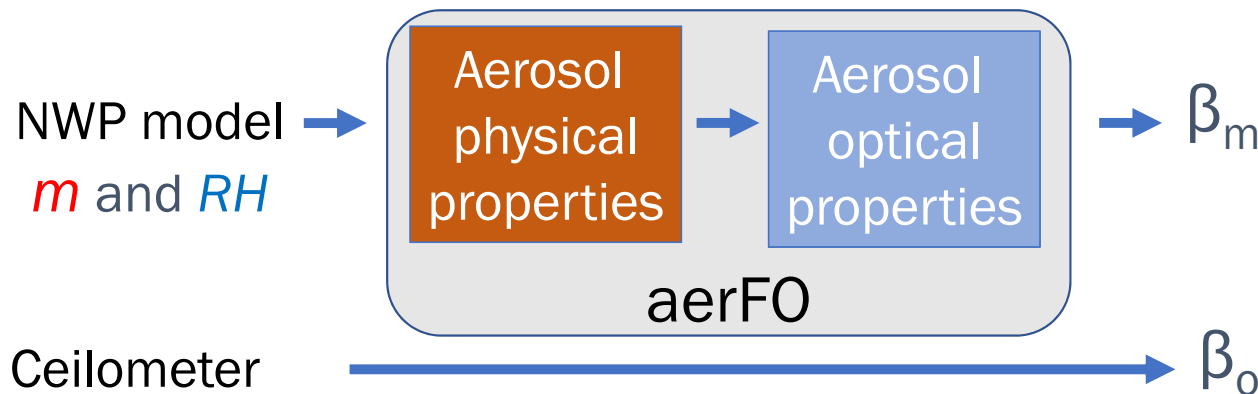 NWP model
m and RH
Aerosol
physical
properties
Aerosol
optical
properties
aerFO
βm
Ceilometer
βo